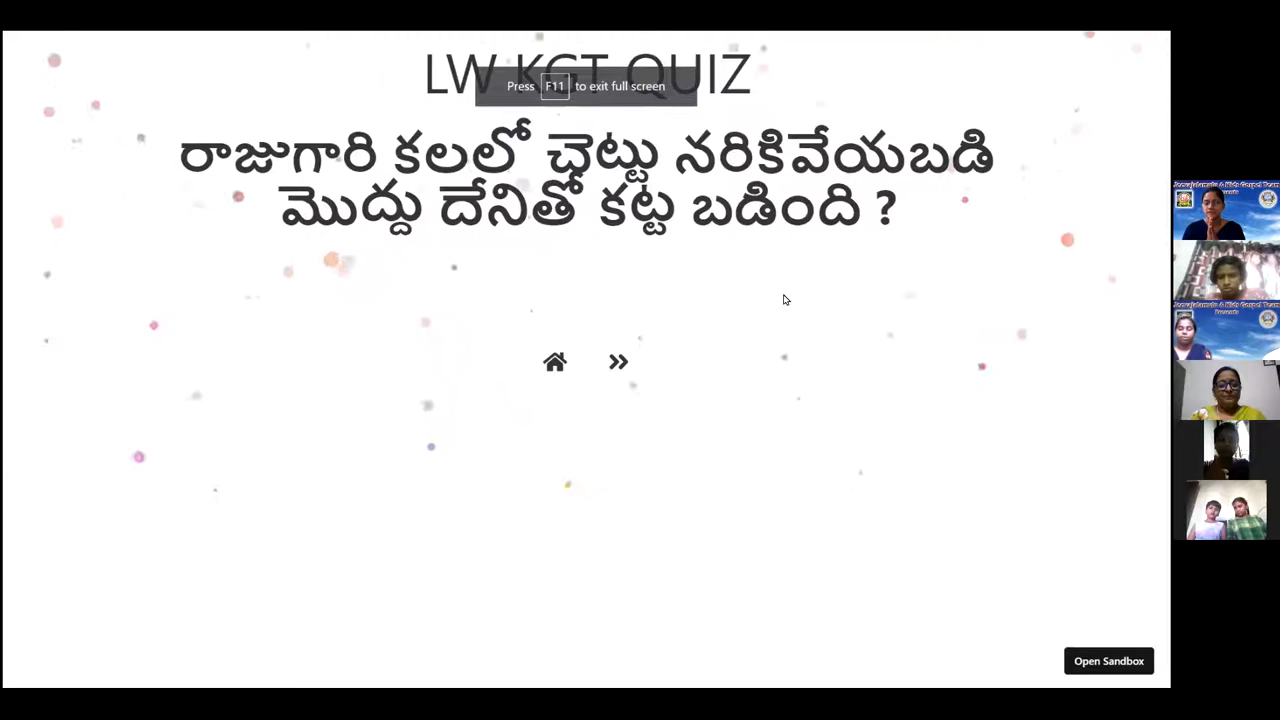 LW KGT QUIZ
Press F11 to exit full screen
రాజుగారి కలలో ఛెట్టు నరికివేయబడి
మొద్దు దేనితో కట్ట బడింది ?
Open Sandbox